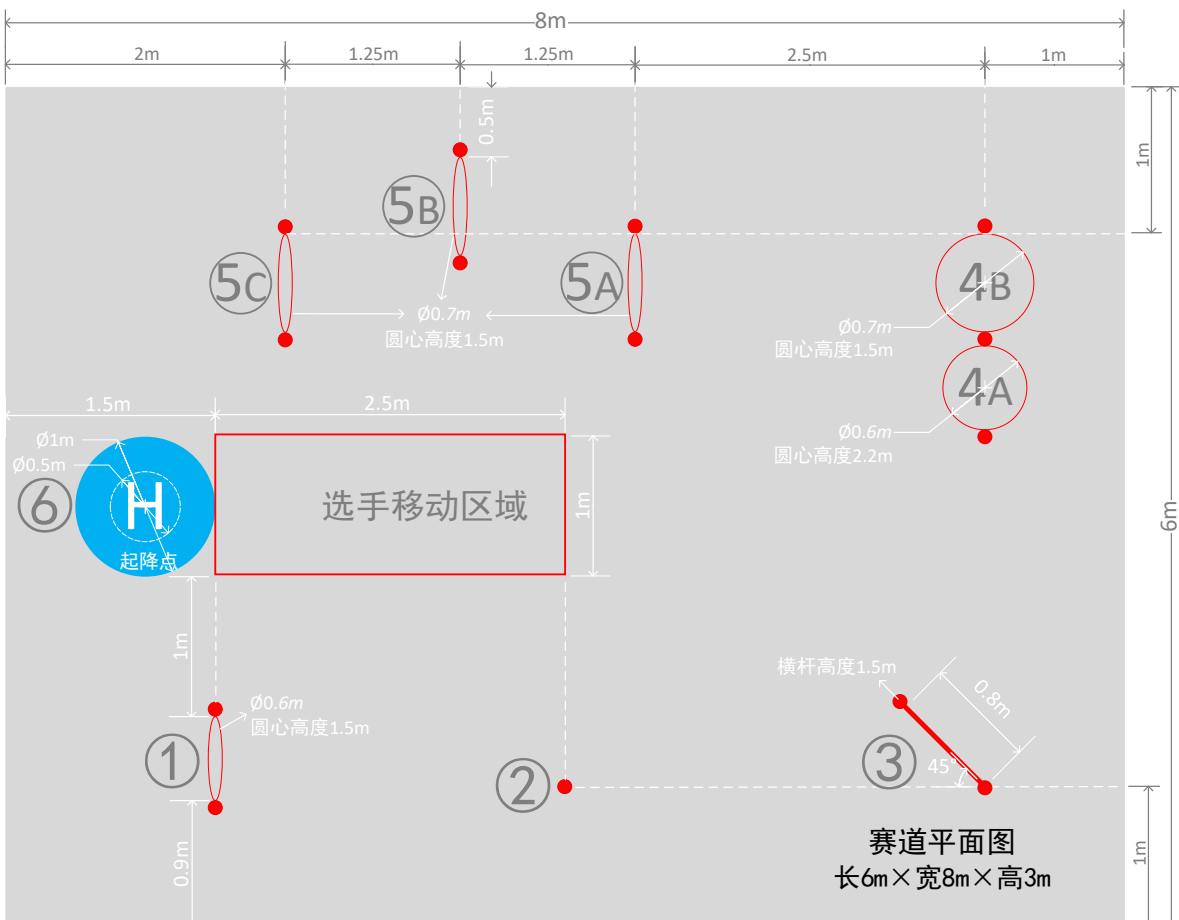 8m
2m
1.25m
1.25m
2.5m
1m
0.5m
1m
5B
5C
5A
4B
Ø0.7m
圆心高度1.5m
Ø0.7m
圆心高度1.5m
4A
1.5m
2.5m
Ø0.6m
圆心高度2.2m
Ø1m
Ø0.5m
⑥
H
起降点
选手移动区域
1m
6m
1m
横杆高度1.5m
0.8m
Ø0.6m
圆心高度1.5m
①
②
③
45°
0.9m
1m
赛道平面图
长6m×宽8m×高3m